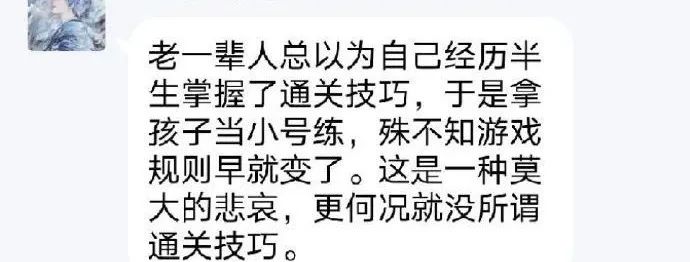 老一辈人总以为自己经历半
生掌握了通关技巧，于是拿
孩子当小号练，殊不知游戏
规则早就变了。这是一种莫
大的悲哀，更何况就没所谓
通关技巧。